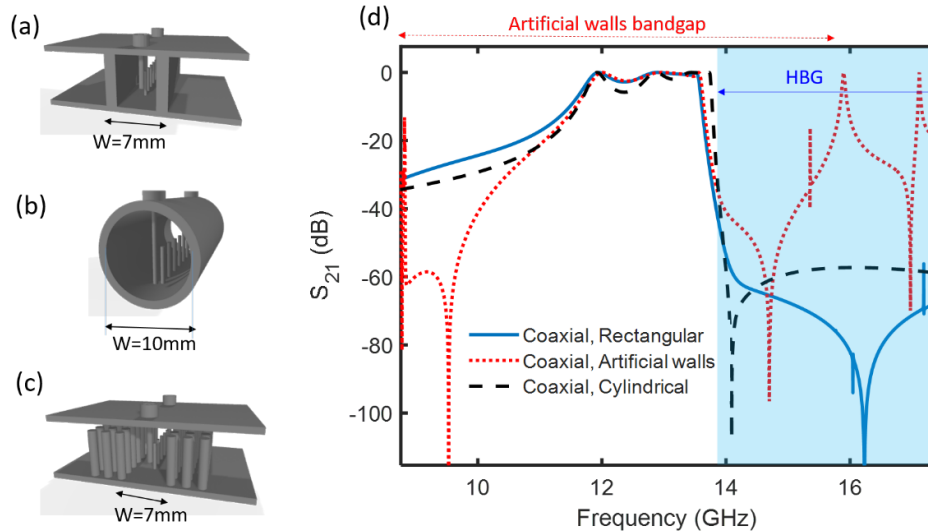 (a)
W=7mm
(b)
W=10mm
(c)
W=7mm
(d)
Artificial walls bandgap
HBG
0
-20
-40
-60
-80
-100
S21 (dB)
Coaxial, Rectangular
Coaxial, Artificial walls
Coaxial, Cylindrical
10 12 14 16
Frequency (GHz)